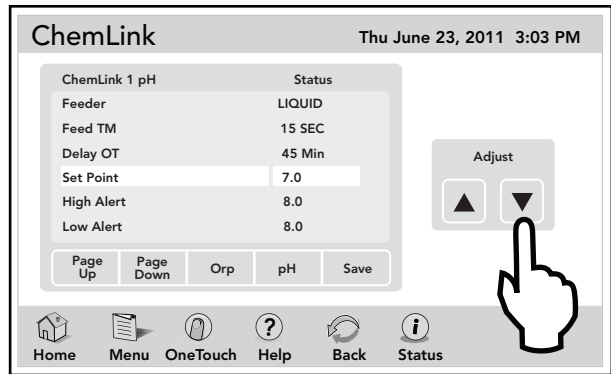 ChemLink Thu June 23, 2011 3:03 PM
ChemLink 1 pH Status
Feeder LIQUID
Feed TM 15 SEC
Delay OT 45 Min
Set Point 7.0
High Alert 8.0
Low Alert 8.0
Adjust
Page Up Page Down Orp pH Save
? i
Home Menu OneTouch Help Back Status